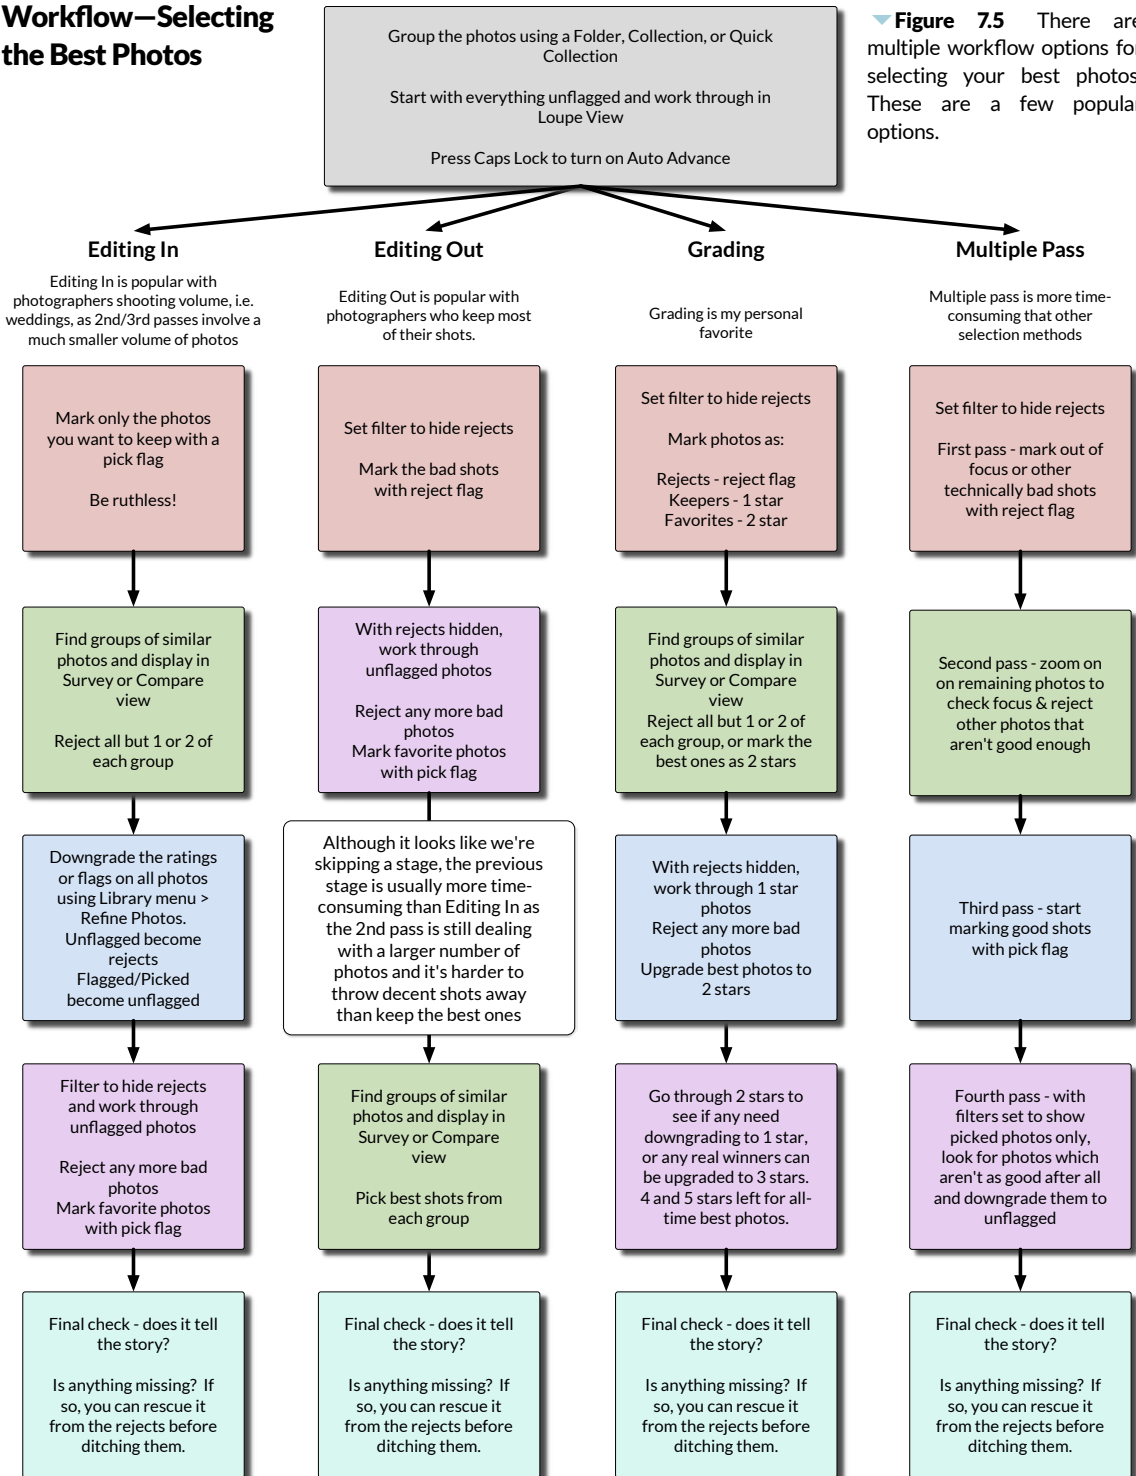 Workflow—Selecting
the Best Photos
Group the photos using a Folder, Collection, or Quick
Collection
Start with everything unflagged and work through in
Loupe View
Press Caps Lock to turn on Auto Advance
Figure 7.5 There are
multiple workflow options for
selecting your best photos.
These are a few popular
options.
Editing In
Editing In is popular with
photographers shooting volume, i.e.
weddings, as 2nd/3rd passes involve a
much smaller volume of photos
Mark only the photos
you want to keep with a
pick flag
Be ruthless!
Find groups of similar
photos and display in
Survey or Compare
view
Reject all but 1 or 2 of
each group
Downgrade the ratings
or flags on all photos
using Library menu >
Refine Photos.
Unflagged become
rejects
Flagged/Picked
become unflagged
Filter to hide rejects
and work through
unflagged photos
Reject any more bad
photos
Mark favorite photos
with pick flag
Final check - does it tell
the story?
Is anything missing? If
so, you can rescue it
from the rejects before
ditching them.
Editing Out
Editing Out is popular with
photographers who keep most
of their shots.
Set filter to hide rejects
Mark the bad shots
with reject flag
With rejects hidden,
work through
unflagged photos
Reject any more bad
photos
Mark favorite photos
with pick flag
Although it looks like we're
skipping a stage, the previous
stage is usually more time-
consuming than Editing In as
the 2nd pass is still dealing
with a larger number of
photos and it's harder to
throw decent shots away
than keep the best ones
Find groups of similar
photos and display in
Survey or Compare
view
Pick best shots from
each group
Final check - does it tell
the story?
Is anything missing? If
so, you can rescue it
from the rejects before
ditching them.
Grading
Grading is my personal
favorite
Set filter to hide rejects
Mark photos as:
Rejects - reject flag
Keepers - 1 star
Favorites - 2 star
Find groups of similar
photos and display in
Survey or Compare
view
Reject all but 1 or 2 of
each group, or mark the
best ones as 2 stars
With rejects hidden,
work through 1 star
photos
Reject any more bad
photos
Upgrade best photos to
2 stars
Go through 2 stars to
see if any need
downgrading to 1 star,
or any real winners can
be upgraded to 3 stars.
4 and 5 stars left for all-
time best photos.
Final check - does it tell
the story?
Is anything missing? If
so, you can rescue it
from the rejects before
ditching them.
Multiple Pass
Multiple pass is more time-
consuming that other
selection methods
Set filter to hide rejects
First pass - mark out of
focus or other
technically bad shots
with reject flag
Second pass - zoom on
on remaining photos to
check focus & reject
other photos that
aren't good enough
Third pass - start
marking good shots
with pick flag
Fourth pass - with
filters set to show
picked photos only,
look for photos which
aren't as good after all
and downgrade them to
unflagged
Final check - does it tell
the story?
Is anything missing? If
so, you can rescue it
from the rejects before
ditching them.